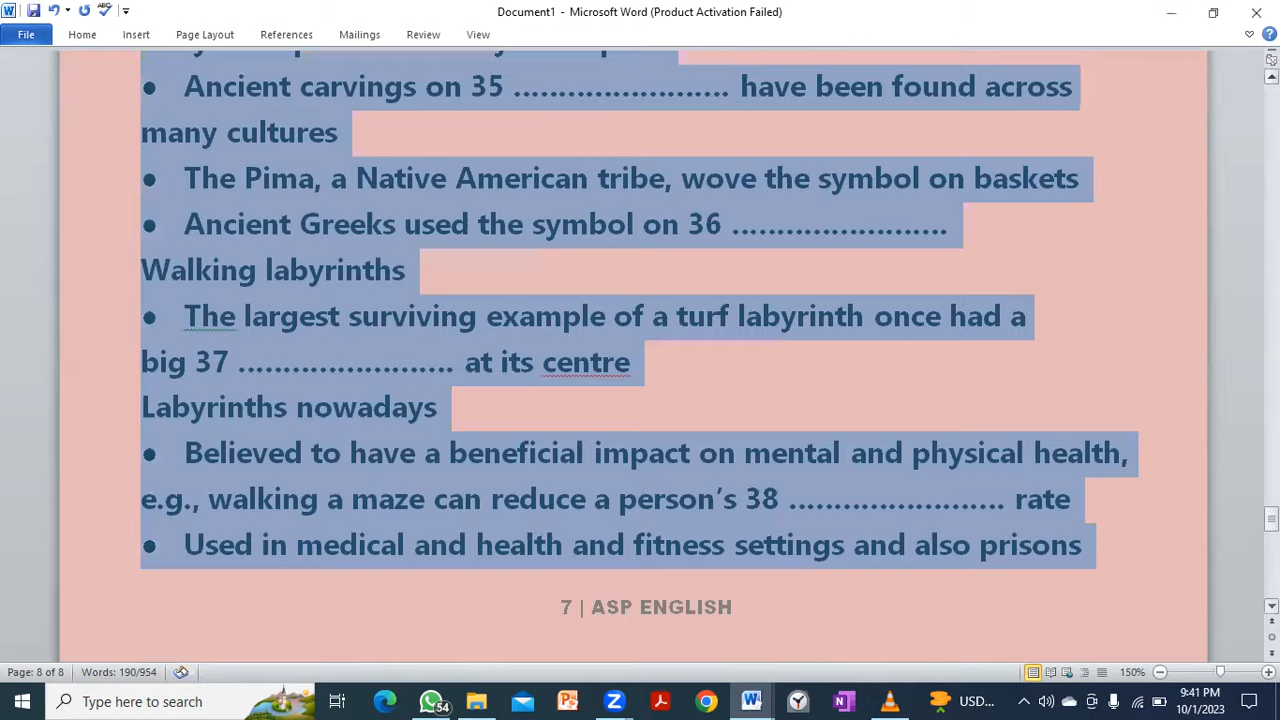 Document1 - Microsoft Word (Product Activation Failed)
File Home Insert Page Layout References Mailings Review View
● Ancient carvings on 35 …………………… have been found across
many cultures
● The Pima, a Native American tribe, wove the symbol on baskets
● Ancient Greeks used the symbol on 36 ……………………
Walking labyrinths
● The largest surviving example of a turf labyrinth once had a
big 37 …………………… at its centre
Labyrinths nowadays
● Believed to have a beneficial impact on mental and physical health,
e.g., walking a maze can reduce a person’s 38 …………………… rate
● Used in medical and health and fitness settings and also prisons
7 | ASP ENGLISH
Page: 8 of 8 Words: 190/954 150%
Type here to search 54 USD... 9:41 PM
10/1/2023